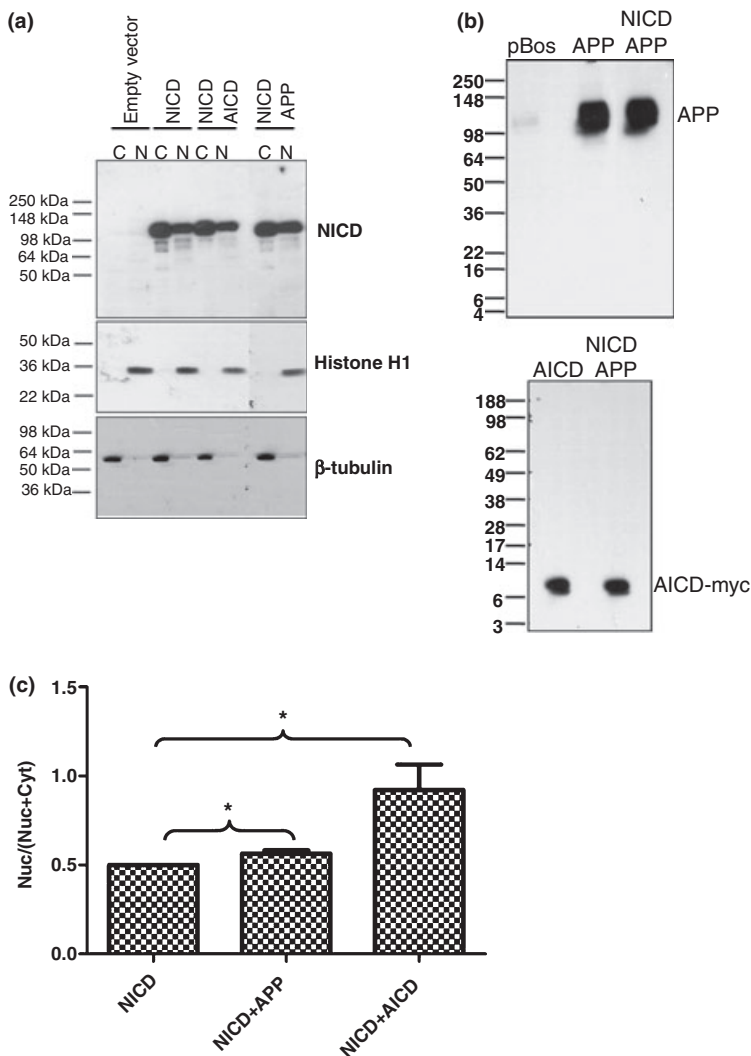 (a)
Empty vector
NICD
NICD
AICD
NICD
APP
C N C N C N C N
250 kDa
148 kDa
98 kDa
64 kDa
50 kDa
NICD
50 kDa
36 kDa
22 kDa
Histone H1
98 kDa
64 kDa
50 kDa
36 kDa
β-tubulin
(b)
NICD
pBos APP APP
250
148
98
64
50
36
22
16
6
4
APP
NICD
AICD APP
188
98
62
49
38
28
17
14
6
3
AICD-myc
(c)
Nuc/(Nuc+Cyt)
1.5
1.0
0.5
0.0
*
*
NICD
NICD+APP
NICD+AICD